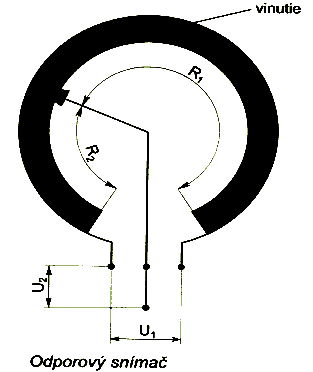 vinutie
R1
R2
U2
U1
Odporový snímač